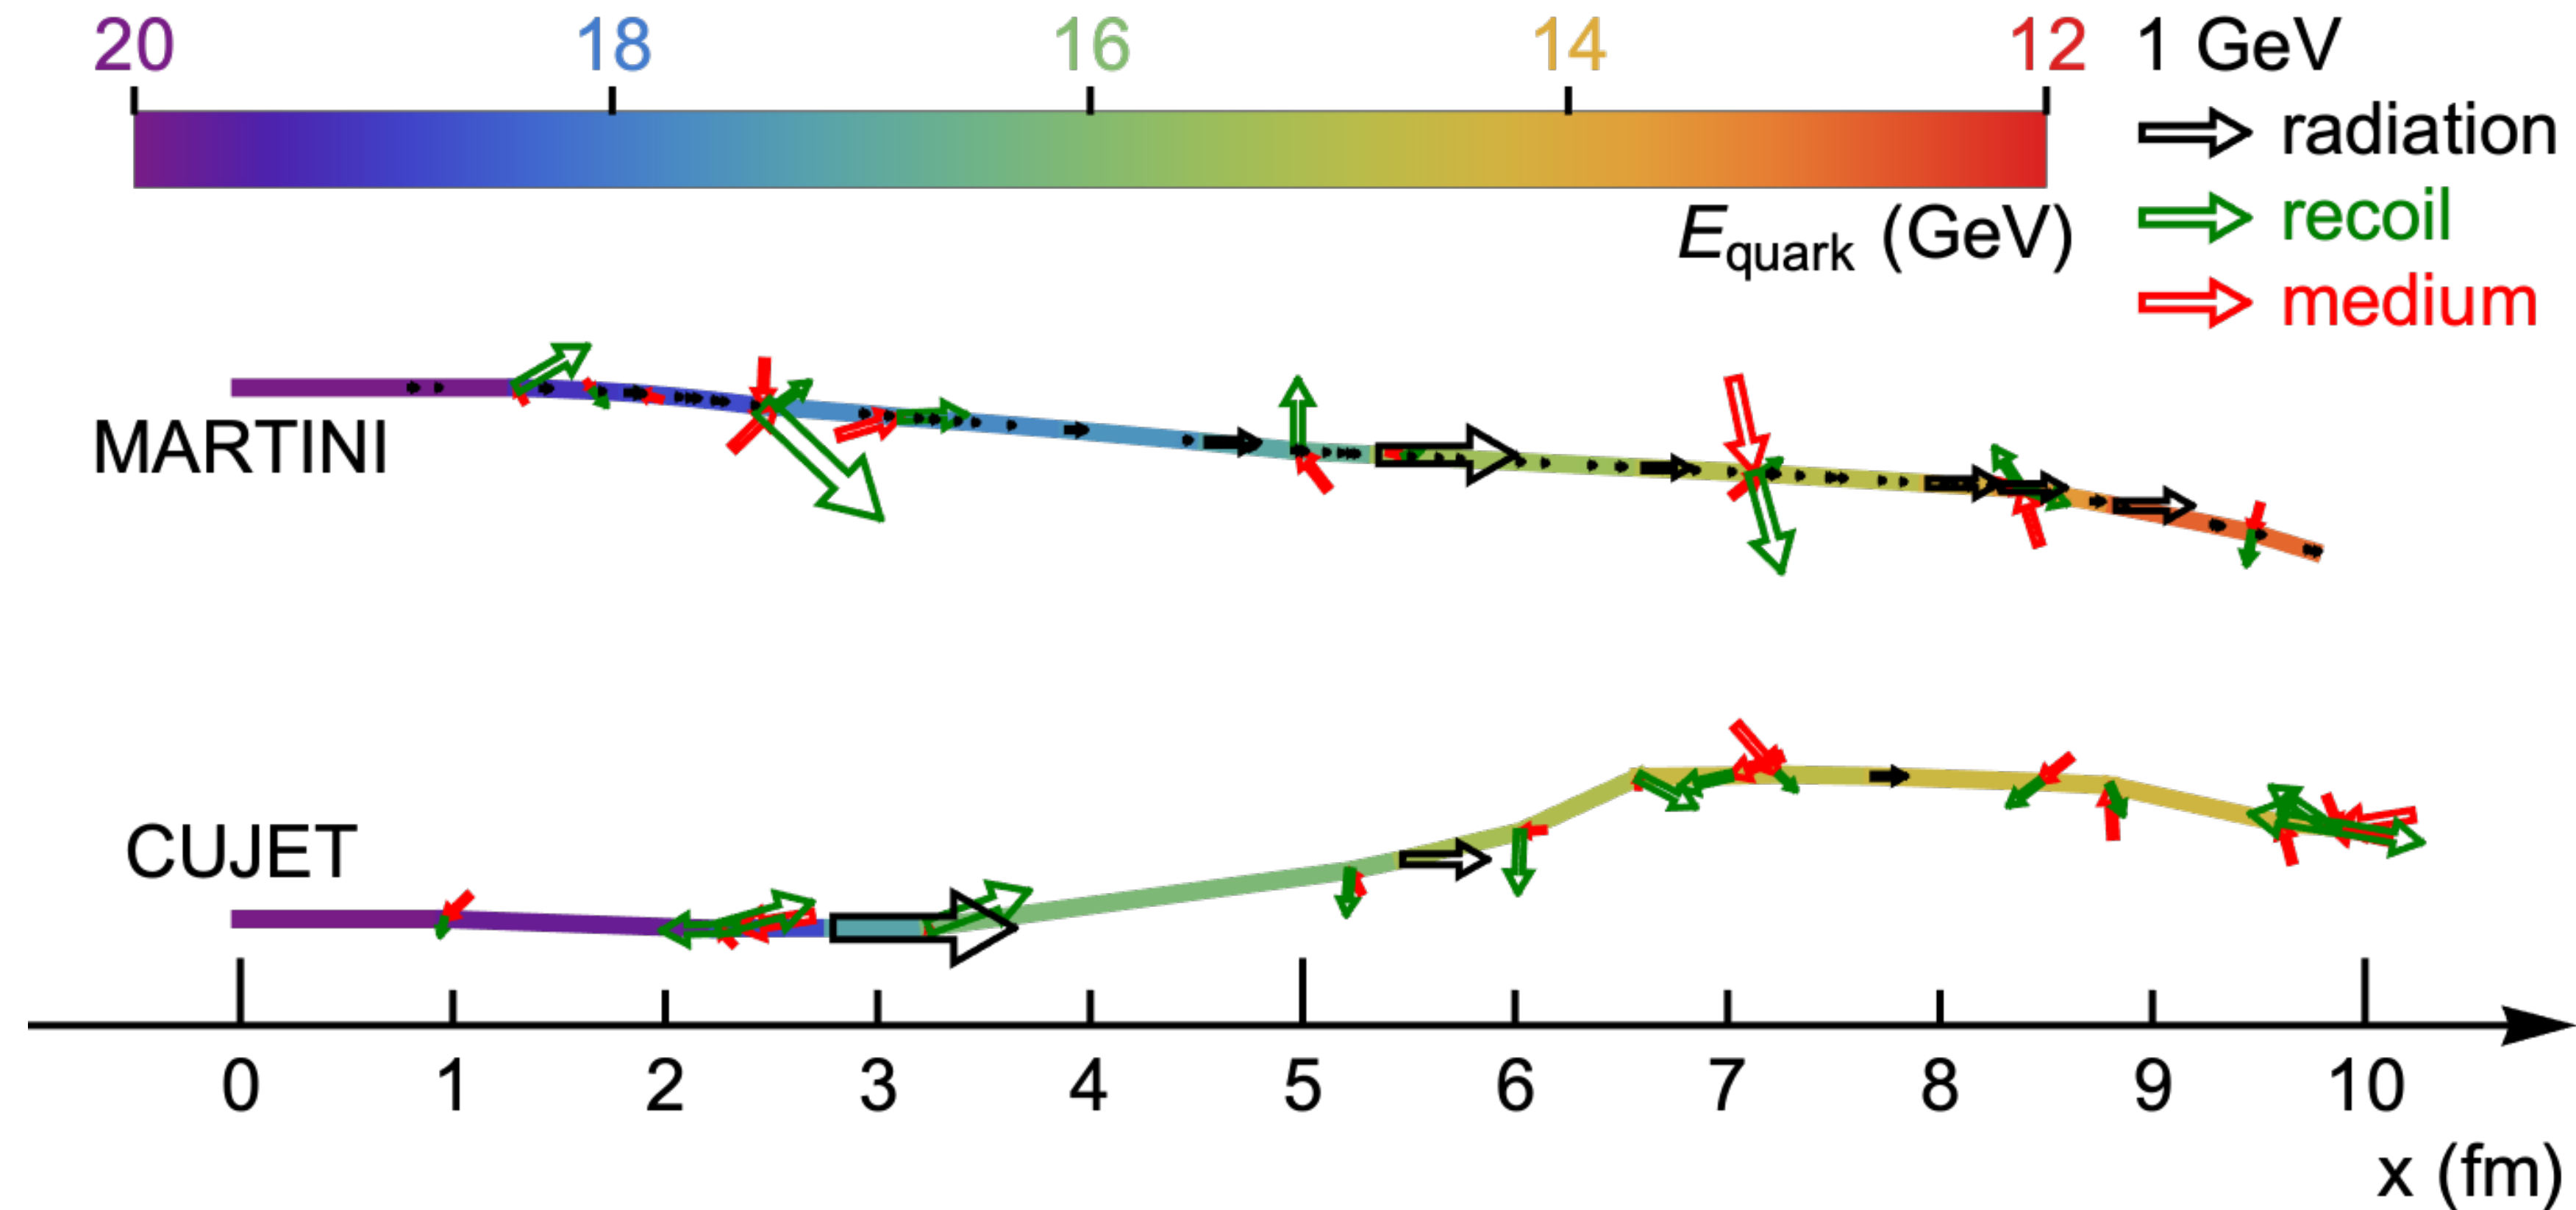 20 18 16 14 12 1 GeV
radiation
recoil
E_quark (GeV)
medium
MARTINI
CUJET
0 1 2 3 4 5 6 7 8 9 10
x (fm)